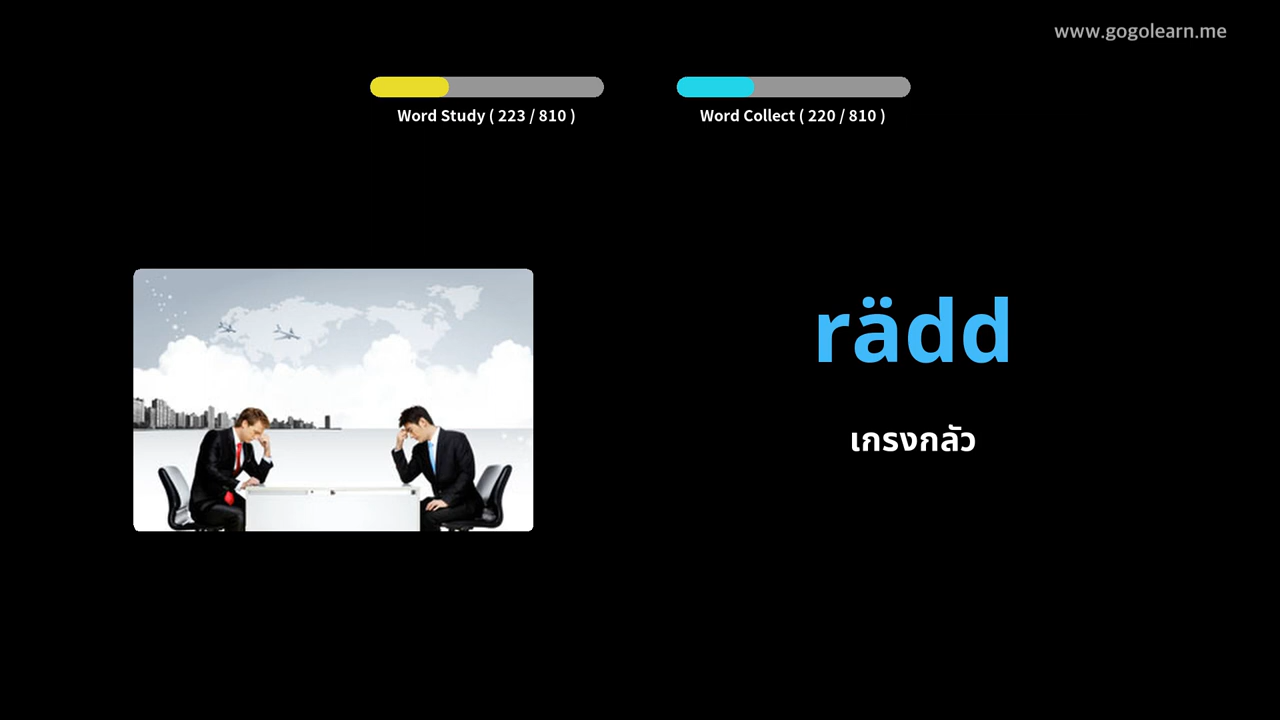 www.gogolearn.me
Word Study ( 223 / 810 )
Word Collect ( 220 / 810 )
rädd
เกรงกลัว